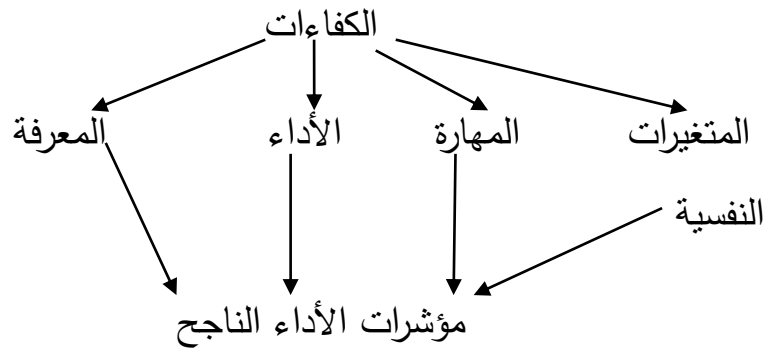 الكفاءات
المتغيرات المهارة الأداء المعرفة
النفسية
مؤشرات الأداء الناجح